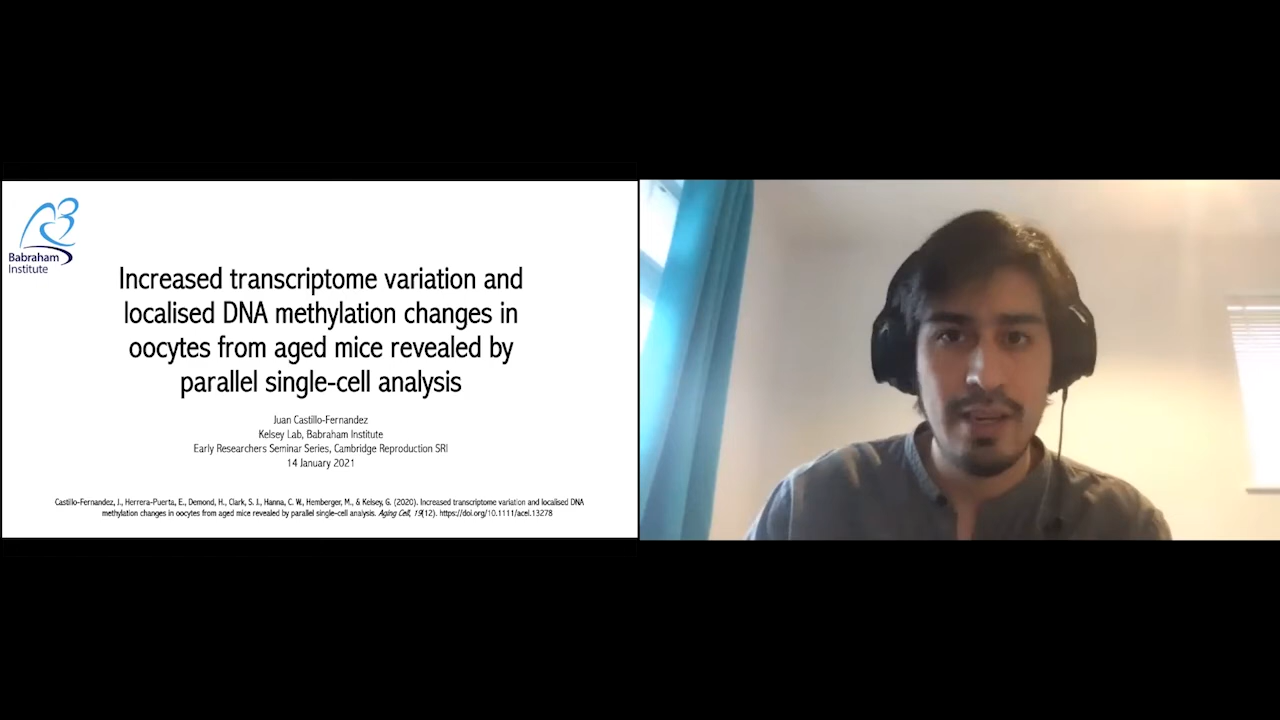 Babraham
Institute
Increased transcriptome variation and
localised DNA methylation changes in
oocytes from aged mice revealed by
parallel single-cell analysis
Juan Castillo-Fernandez
Kelsey Lab, Babraham Institute
Early Researchers Seminar Series, Cambridge Reproduction SRI
14 January 2021
Castillo-Fernandez, J., Herrera-Puerta, E., Demond, H., Clark, S. J., Hanna, C. W., Hemberger, M., & Kelsey, G. (2020). Increased transcriptome variation and localised DNA
methylation changes in oocytes from aged mice revealed by parallel single-cell analysis. Aging Cell, 19(12). https://doi.org/10.1111/acel.13278